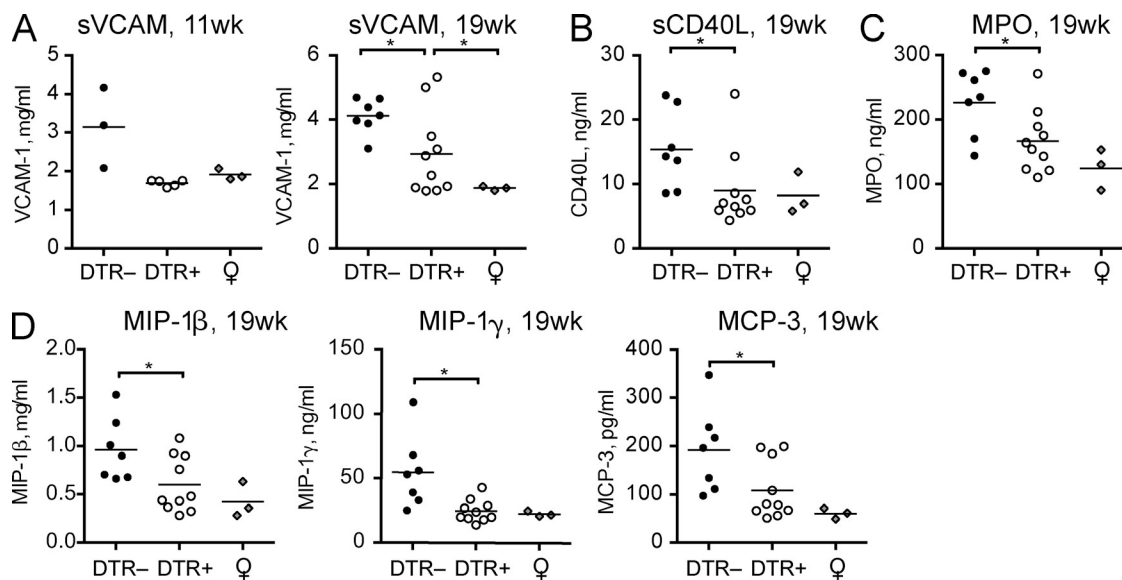 A sVCAM, 11wk
VCAM-1, mg/ml
5
4
3
2
1
0
DTR– DTR+ ♀
sVCAM, 19wk
VCAM-1, mg/ml
6
4
2
0
* *
DTR– DTR+ ♀
B sCD40L, 19wk
CD40L, ng/ml
30
20
10
0
*
DTR– DTR+ ♀
C MPO, 19wk
MPO, ng/ml
300
200
100
0
*
DTR– DTR+ ♀
D MIP-1β, 19wk
MIP-1β, mg/ml
2.0
1.5
1.0
0.5
0.0
*
DTR– DTR+ ♀
MIP-1γ, 19wk
MIP-1γ, ng/ml
150
100
50
0
*
DTR– DTR+ ♀
MCP-3, 19wk
MCP-3, pg/ml
400
300
200
100
0
*
DTR– DTR+ ♀